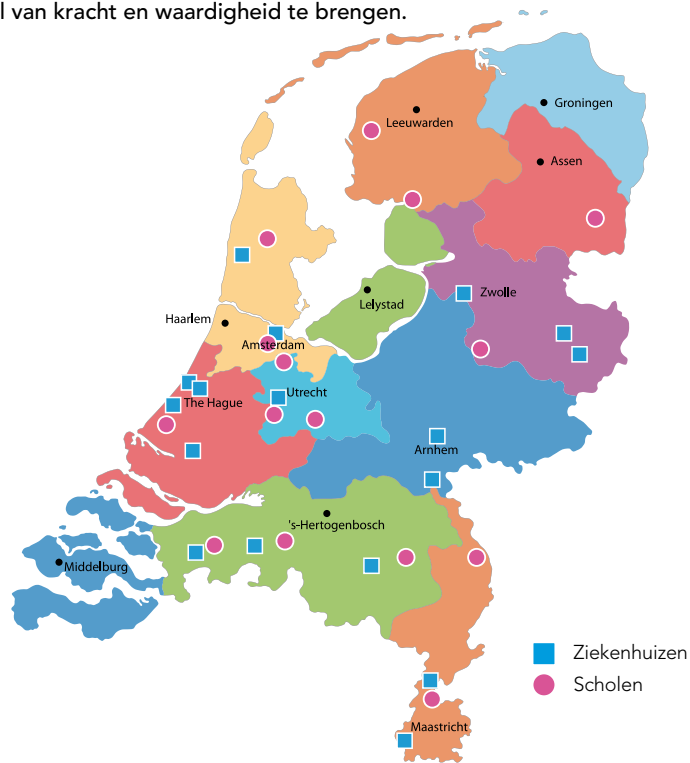 l van kracht en waardigheid te brengen.
Groningen
Leeuwarden
Assen
Zwolle
Lelystad
Haarlem
Amsterdam
Utrecht
The Hague
Arnhem
's-Hertogenbosch
Middelburg
Ziekenhuizen
Scholen
Maastricht